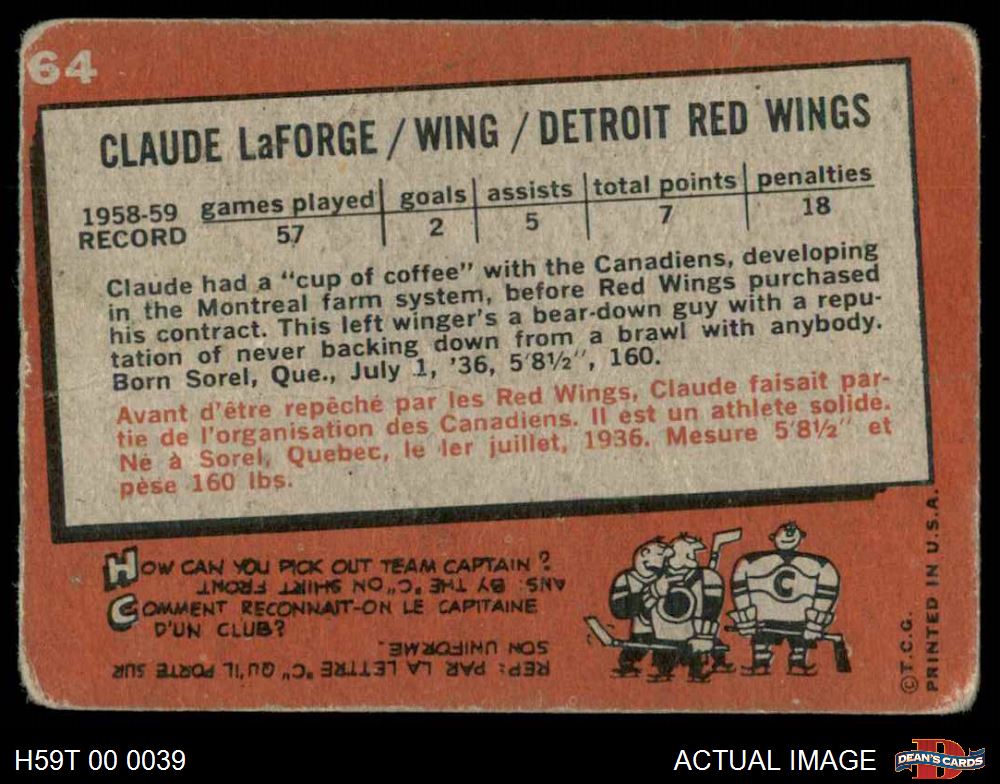 64
CLAUDE LaFORGE / WING / DETROIT RED WINGS
games played goals assists total points penalties
1958-59 RECORD 57 2 5 7 18
Claude had a "cup of coffee" with the Canadiens, developing
in the Montreal farm system, before Red Wings purchased
his contract. This left winger's a bear-down guy with a repu-
tation of never backing down from a brawl with anybody.
Born Sorel, Que., July 1, '36, 5'8½", 160.
Avant d'être repêché par les Red Wings, Claude faisait par-
tie de l'organisation des Canadiens. Il est un athlete solide.
Né à Sorel, Quebec, le 1er juillet, 1936. Mesure 5'8½" et
pèse 160 lbs.
HOW CAN YOU PICK OUT TEAM CAPTAIN?
ANS: BY THE "C" ON SHIRT FRONT
COMMENT RECONNAIT-ON LE CAPITAINE
D'UN CLUB?
REP: PAR LA LETTRE "C" QU'IL PORTE SUR
SON UNIFORME.
5
C
©T.C.G.
PRINTED IN U.S.A.
H59T 00 0039
ACTUAL IMAGE
D
DEAN'S CARDS